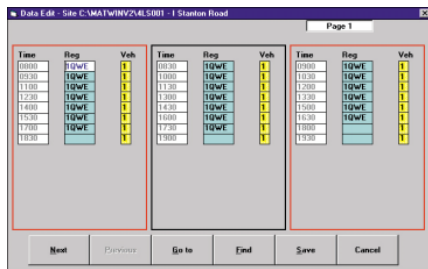 Data Edit - Site C:\MATWINV2\4LS001 - I Stanton Road
Page 1
Time Reg Veh Time Reg Veh Time Reg Veh
0800 1QWE 1 0830 1QWE 1 0900 1QWE 1
0930 1QWE 1 1000 1QWE 1 1030 1QWE 1
1100 1QWE 1 1130 1QWE 1 1200 1QWE 1
1230 1QWE 1 1300 1QWE 1 1330 1QWE 1
1400 1QWE 1 1430 1QWE 1 1500 1QWE 1
1530 1QWE 1 1600 1QWE 1 1630 1QWE 1
1700 1QWE 1 1730 1QWE 1 1800 1
1830 1 1900 1 1930 1
Next Previous Go to Find Save Cancel